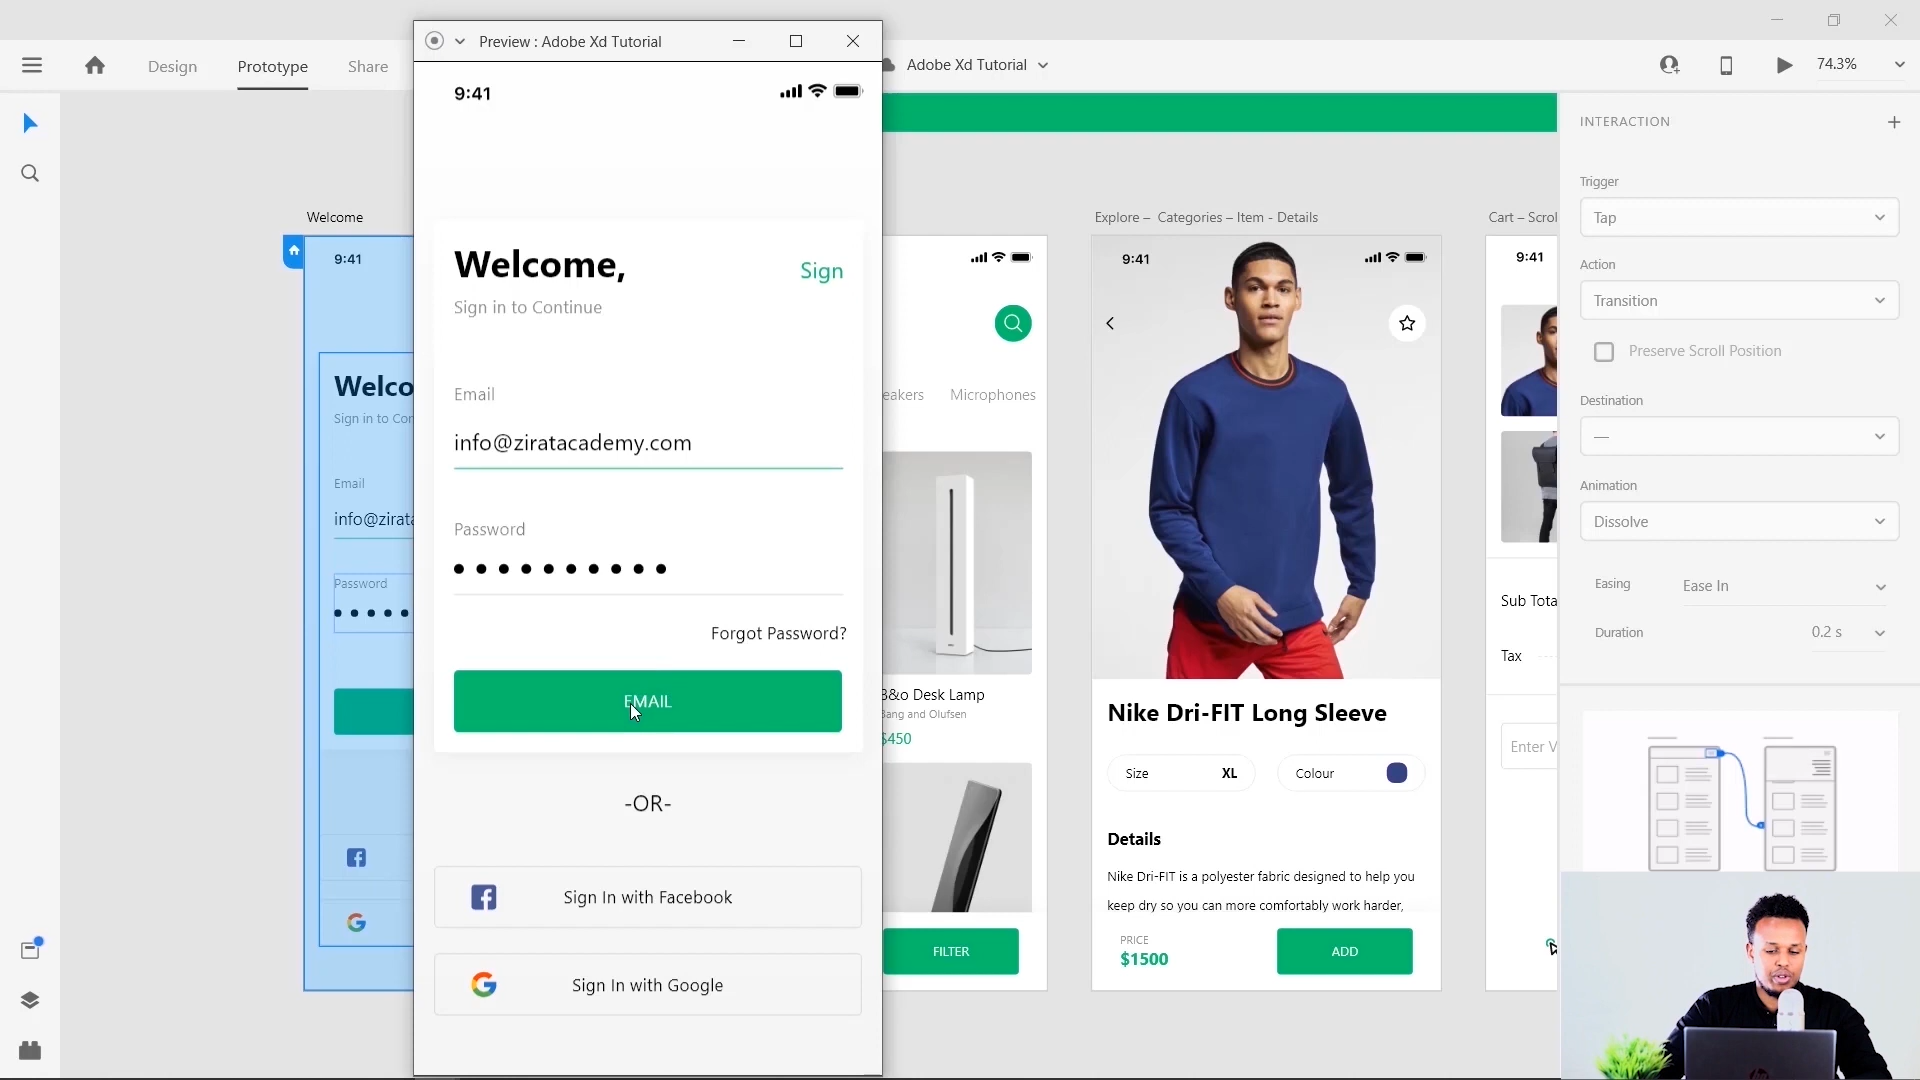 Preview : Adobe Xd Tutorial
Design
Prototype
Share
Adobe Xd Tutorial
74.3%
9:41
Welcome,
Sign
Sign in to Continue
Email
info@ziratacademy.com
Password
Forgot Password?
EMAIL
-OR-
Sign In with Facebook
Sign In with Google
Welcome
9:41
Welco
Sign in to Con
Email
info@zirata
Password
eakers
Microphones
B&o Desk Lamp
Bang and Olufsen
$450
FILTER
Explore – Categories – Item - Details
9:41
Nike Dri-FIT Long Sleeve
Size
XL
Colour
Details
Nike Dri-FIT is a polyester fabric designed to help you
keep dry so you can more comfortably work harder,
PRICE
$1500
ADD
Cart – Scrol
9:41
Sub Tota
Tax
Enter V
INTERACTION
Trigger
Tap
Action
Transition
Preserve Scroll Position
Destination
—
Animation
Dissolve
Easing
Ease In
Duration
0.2 s